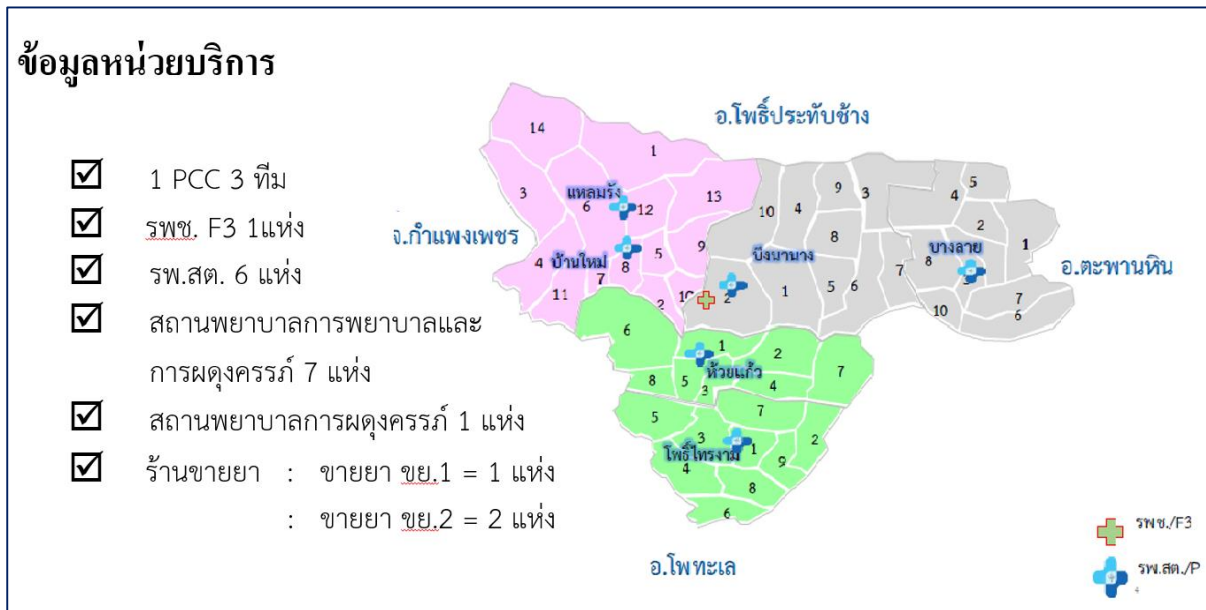 ข้อมูลหน่วยบริการ
1 PCC 3 ทีม
รพช. F3 1แห่ง
รพ.สต. 6 แห่ง
สถานพยาบาลการพยาบาลและ
การผดุงครรภ์ 7 แห่ง
สถานพยาบาลการผดุงครรภ์ 1 แห่ง
ร้านขายยา : ขายยา ขย.1 = 1 แห่ง
: ขายยา ขย.2 = 2 แห่ง
อ.โพธิ์ประทับช้าง
จ.กำแพงเพชร
อ.ตะพานหิน
อ.โพทะเล
14
1
3
แหลมรัง
6
12
13
4
บ้านใหม่
7
8
5
9
11
2
10
10
4
9
3
8
บึงนาราง
2
1
5
6
7
4
5
2
1
บางลาย
8
10
7
6
6
1
2
7
ห้วยแก้ว
8
5
3
4
5
7
3
1
2
โพธิ์ไทรงาม
4
9
8
6
รพช./F3
รพ.สต./P